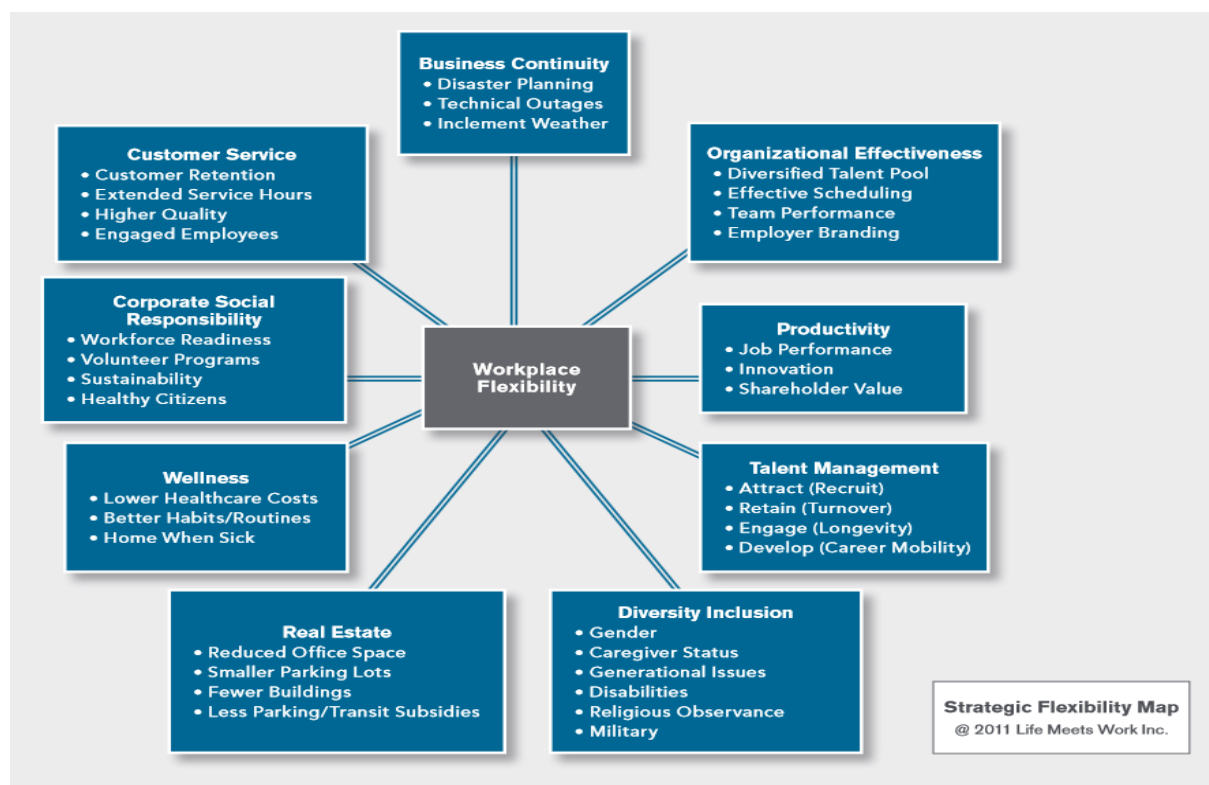 Business Continuity
• Disaster Planning
• Technical Outages
• Inclement Weather
Customer Service
• Customer Retention
• Extended Service Hours
• Higher Quality
• Engaged Employees
Organizational Effectiveness
• Diversified Talent Pool
• Effective Scheduling
• Team Performance
• Employer Branding
Corporate Social
Responsibility
• Workforce Readiness
• Volunteer Programs
• Sustainability
• Healthy Citizens
Workplace
Flexibility
Productivity
• Job Performance
• Innovation
• Shareholder Value
Wellness
• Lower Healthcare Costs
• Better Habits/Routines
• Home When Sick
Talent Management
• Attract (Recruit)
• Retain (Turnover)
• Engage (Longevity)
• Develop (Career Mobility)
Real Estate
• Reduced Office Space
• Smaller Parking Lots
• Fewer Buildings
• Less Parking/Transit Subsidies
Diversity Inclusion
• Gender
• Caregiver Status
• Generational Issues
• Disabilities
• Religious Observance
• Military
Strategic Flexibility Map
@ 2011 Life Meets Work Inc.